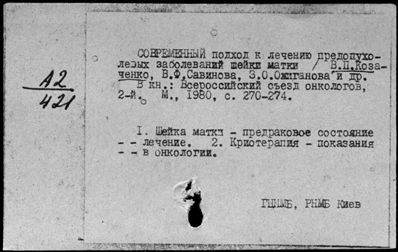 СОВРЕМЕННЫЙ подход к лечению предопухо-
левых заболеваний шейки матки / В.П.Коза-
ченко, В.Ф.Савинова, З.О.Ожиганова и др.
В кн.: Всероссийский съезд онкологов,
2-й. М., 1980, с. 270-274.
А2
421
I. Шейка матки - предраковое состояние
- - лечение. 2. Криотерапия - показания
- - в онкологии.
ГЦНМБ, РНМБ Киев